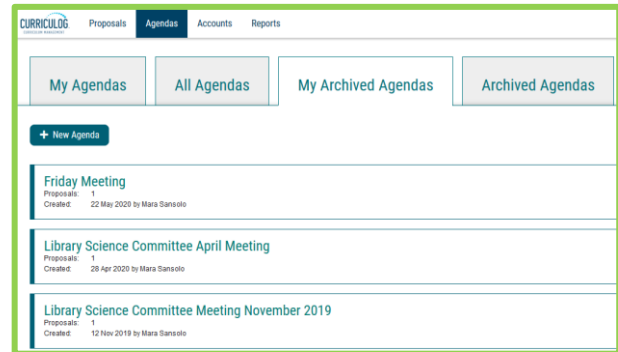 CURRICULOG Proposals Agendas Accounts Reports
CURRICULUM MANAGEMENT
My Agendas All Agendas My Archived Agendas Archived Agendas
+ New Agenda
Friday Meeting
Proposals: 1
Created: 22 May 2020 by Mara Sansolo
Library Science Committee April Meeting
Proposals: 1
Created: 28 Apr 2020 by Mara Sansolo
Library Science Committee Meeting November 2019
Proposals: 1
Created: 12 Nov 2019 by Mara Sansolo